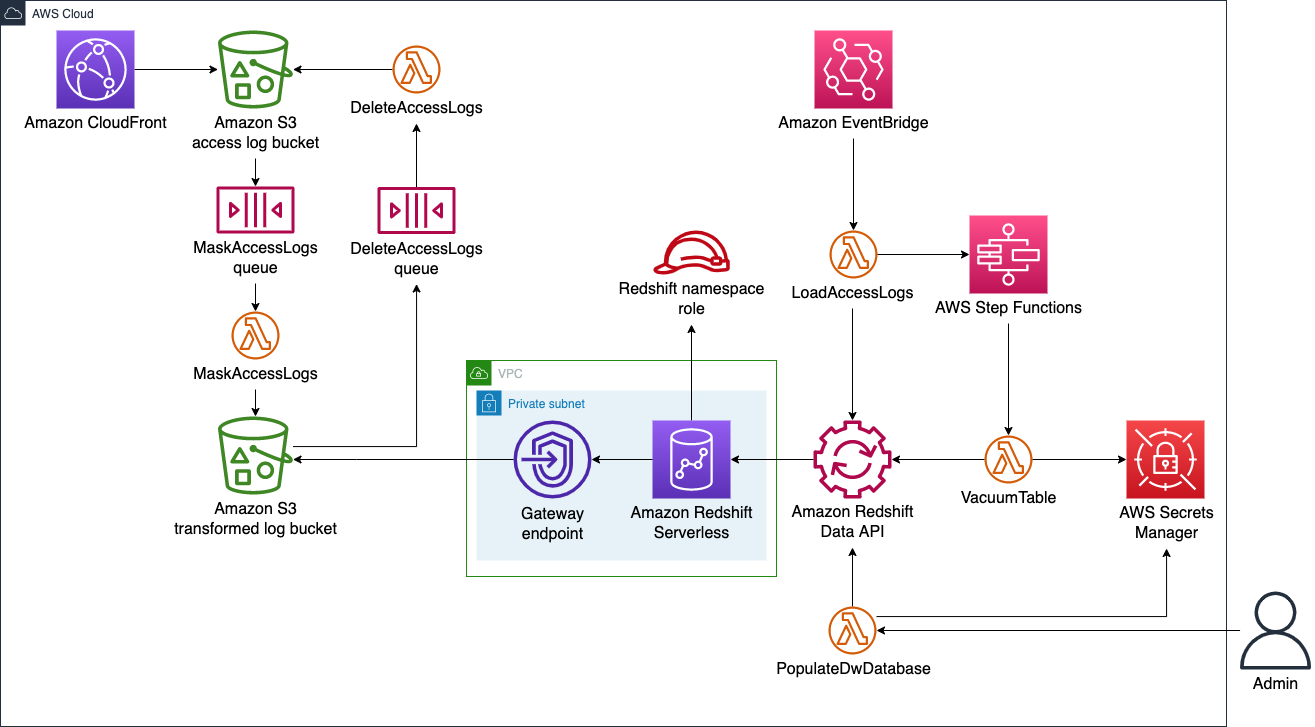 AWS Cloud
Amazon CloudFront
Amazon S3
access log bucket
DeleteAccessLogs
Amazon EventBridge
MaskAccessLogs
queue
DeleteAccessLogs
queue
Redshift namespace
role
LoadAccessLogs
AWS Step Functions
MaskAccessLogs
VPC
Private subnet
Amazon S3
transformed log bucket
Gateway
endpoint
Amazon Redshift
Serverless
Amazon Redshift
Data API
VacuumTable
AWS Secrets
Manager
PopulateDwDatabase
Admin